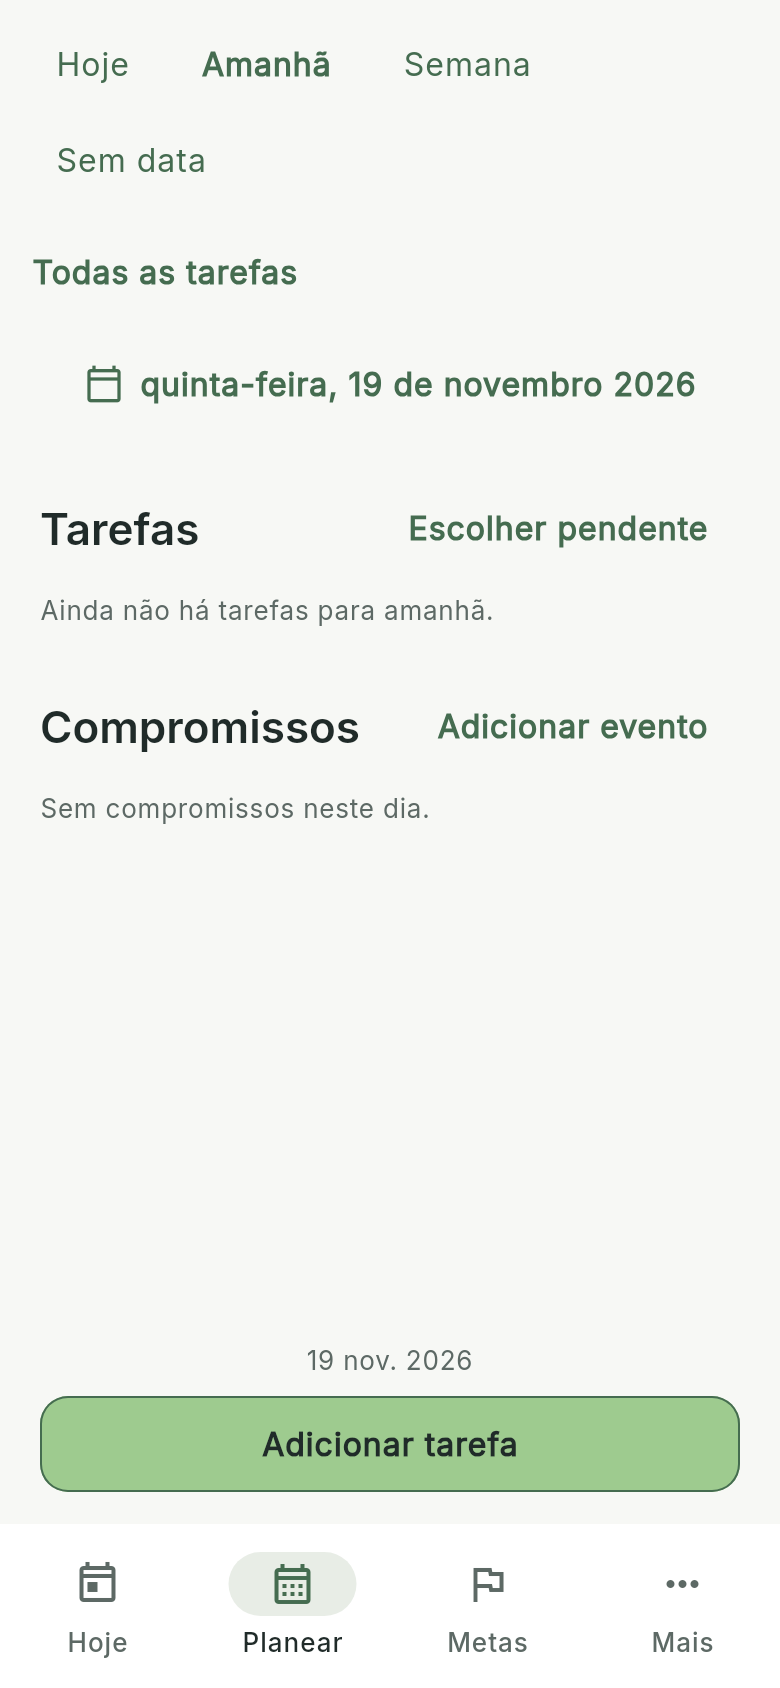 Hoje Amanhã Semana
Sem data
Todas as tarefas
quinta-feira, 19 de novembro 2026
Tarefas Escolher pendente
Ainda não há tarefas para amanhã.
Compromissos Adicionar evento
Sem compromissos neste dia.
19 nov. 2026
Adicionar tarefa
Hoje Planear Metas Mais